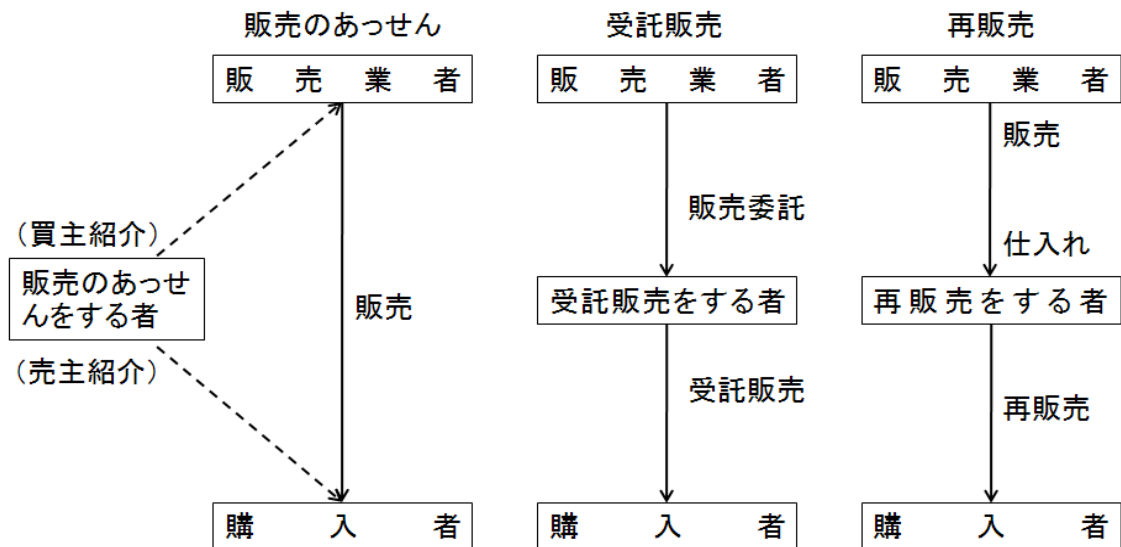 販売のあっせん
販売業者
(買主紹介)
販売のあっせ
んをする者
(売主紹介)
販売
購入者
受託販売
販売業者
販売委託
受託販売をする者
受託販売
購入者
再販売
販売業者
販売
仕入れ
再販売をする者
再販売
購入者